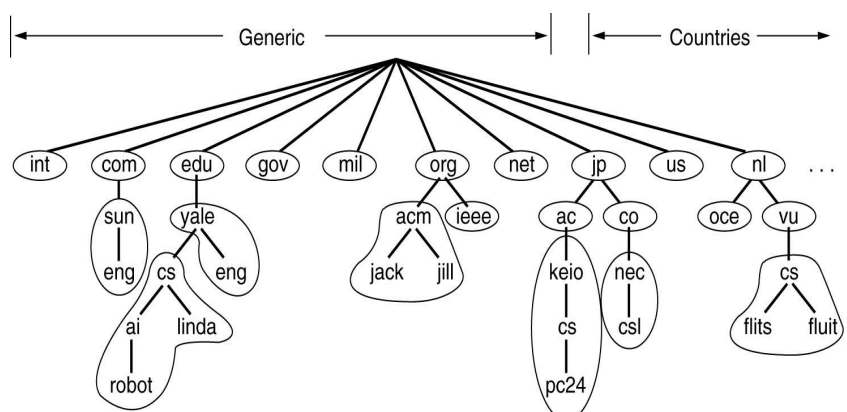 Generic Countries
int com edu gov mil org net jp us nl ...
sun yale acm ieee ac co oce vu
eng cs eng jack jill keio nec cs
ai linda cs csl flits fluit
robot pc24